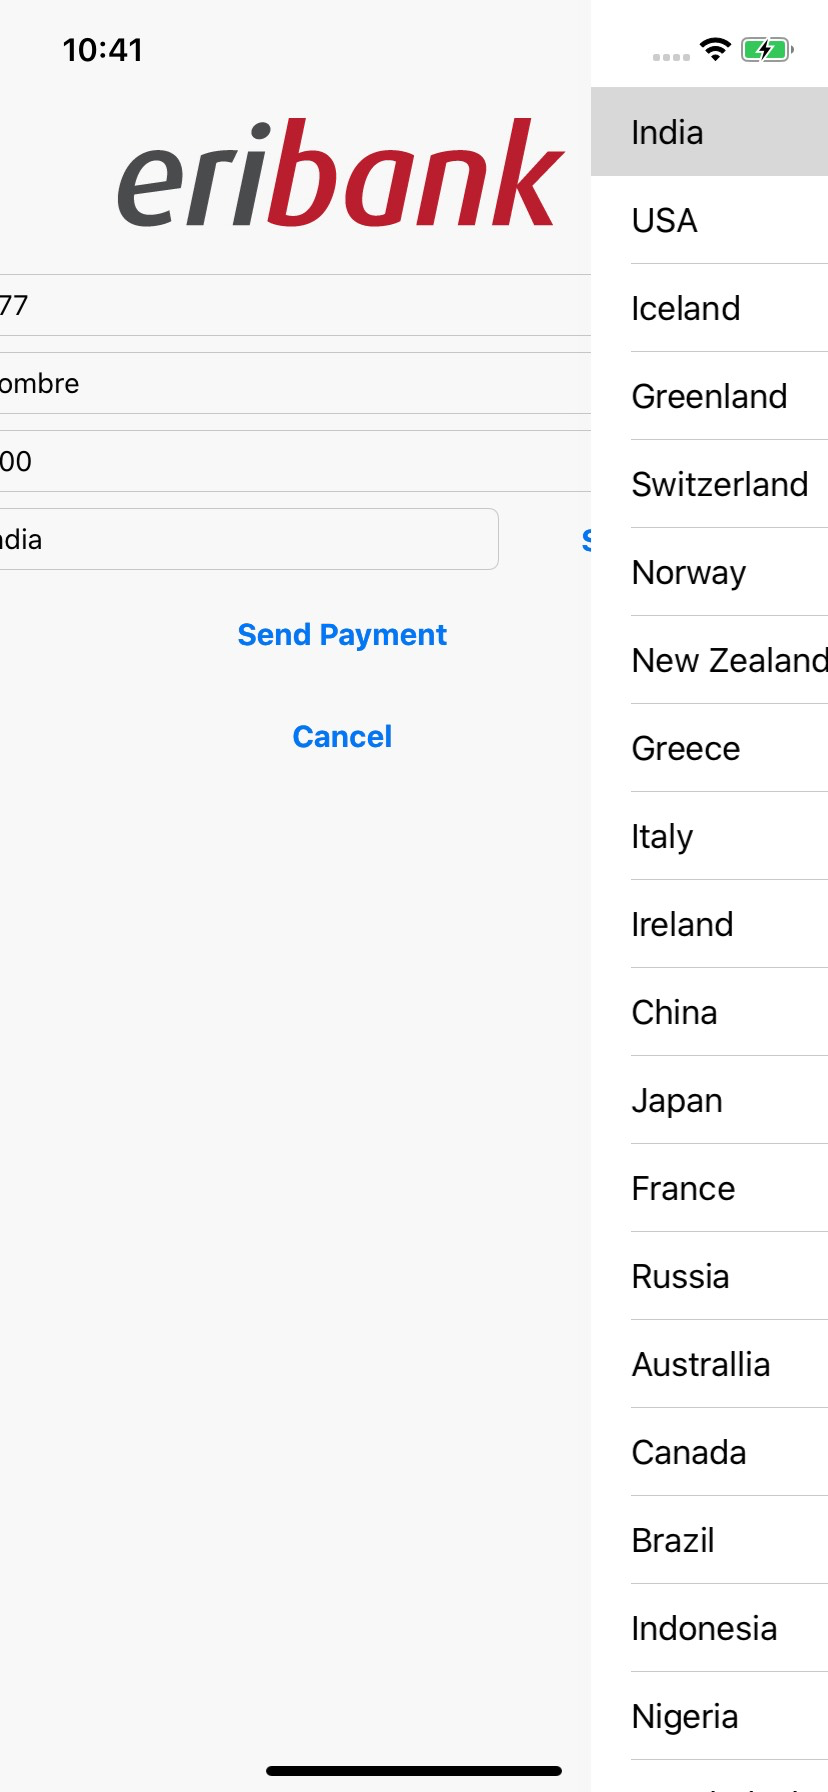 10:41
eribank
77
ombre
00
ndia
S
Send Payment
Cancel
India
USA
Iceland
Greenland
Switzerland
Norway
New Zealand
Greece
Italy
Ireland
China
Japan
France
Russia
Australlia
Canada
Brazil
Indonesia
Nigeria